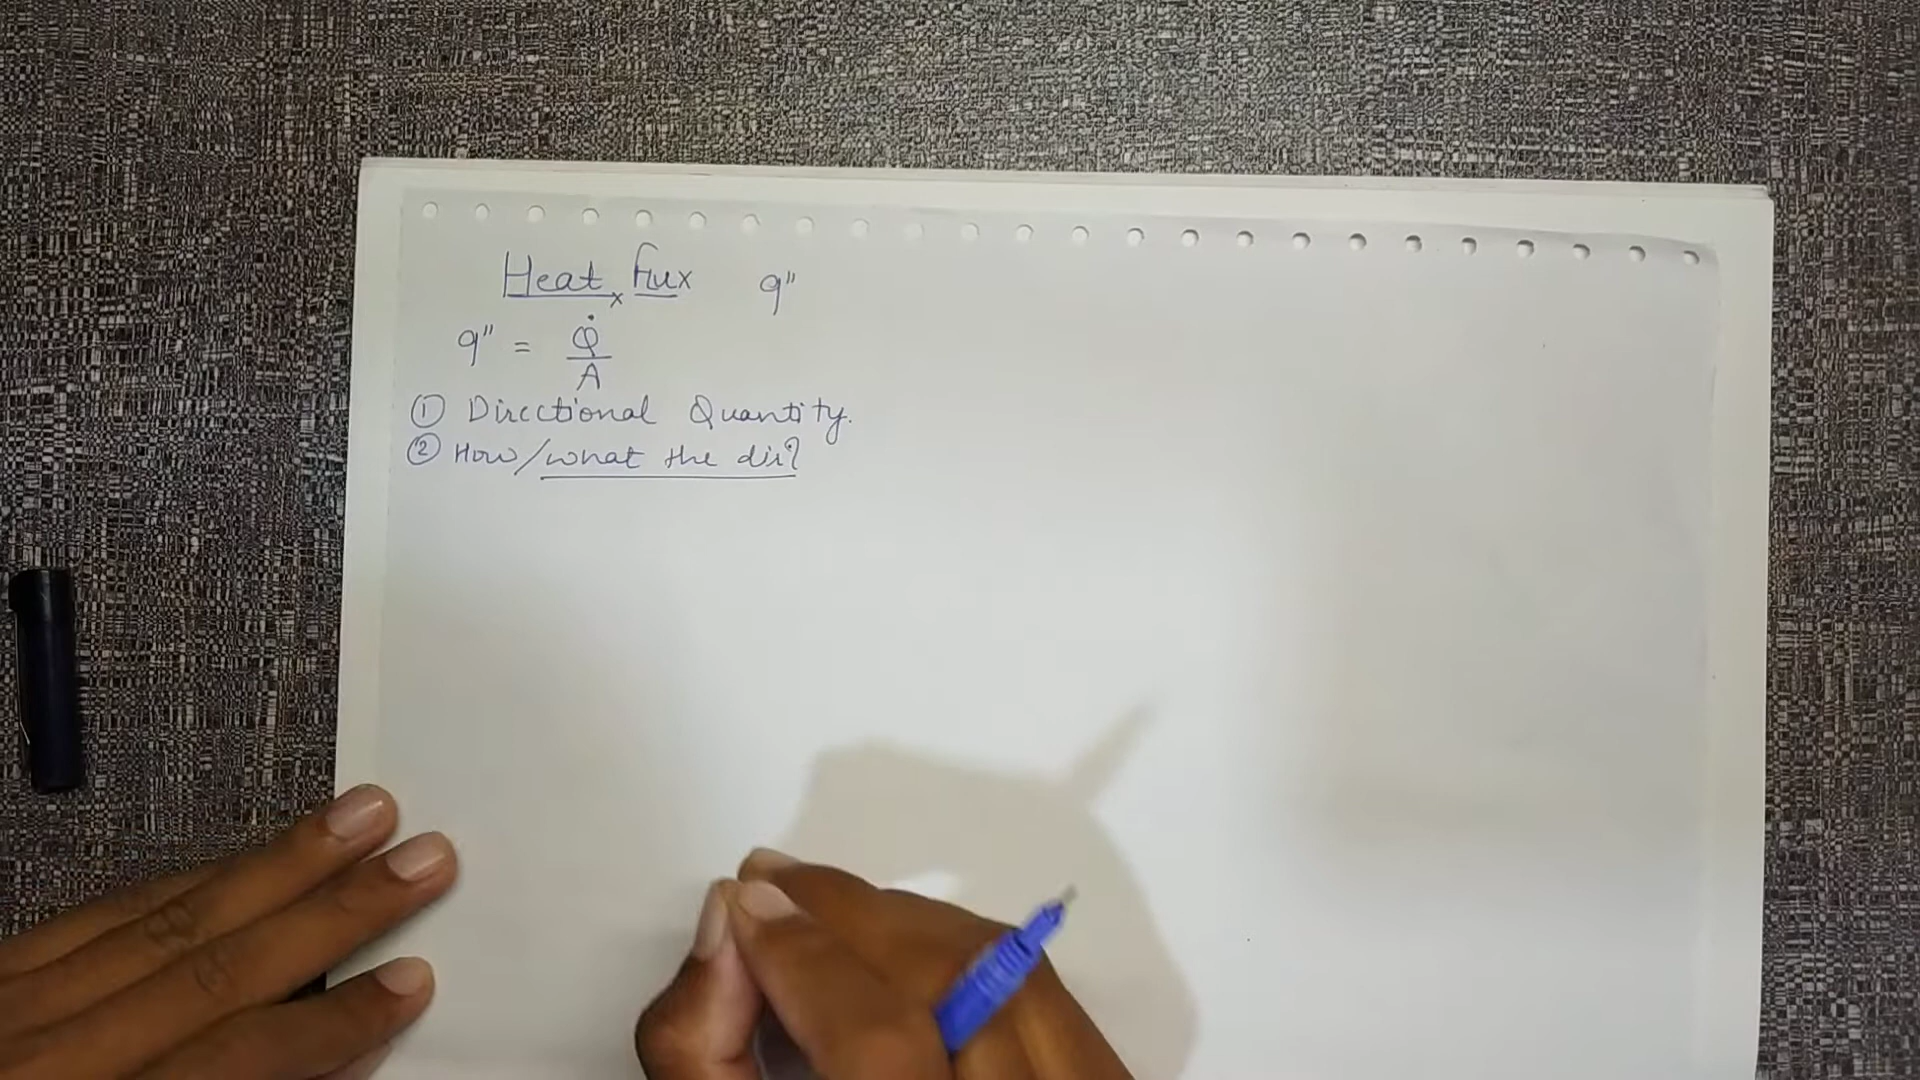 Heat flux q"
q" = Q̇/A
① Directional Quantity.
② How/what the dir?